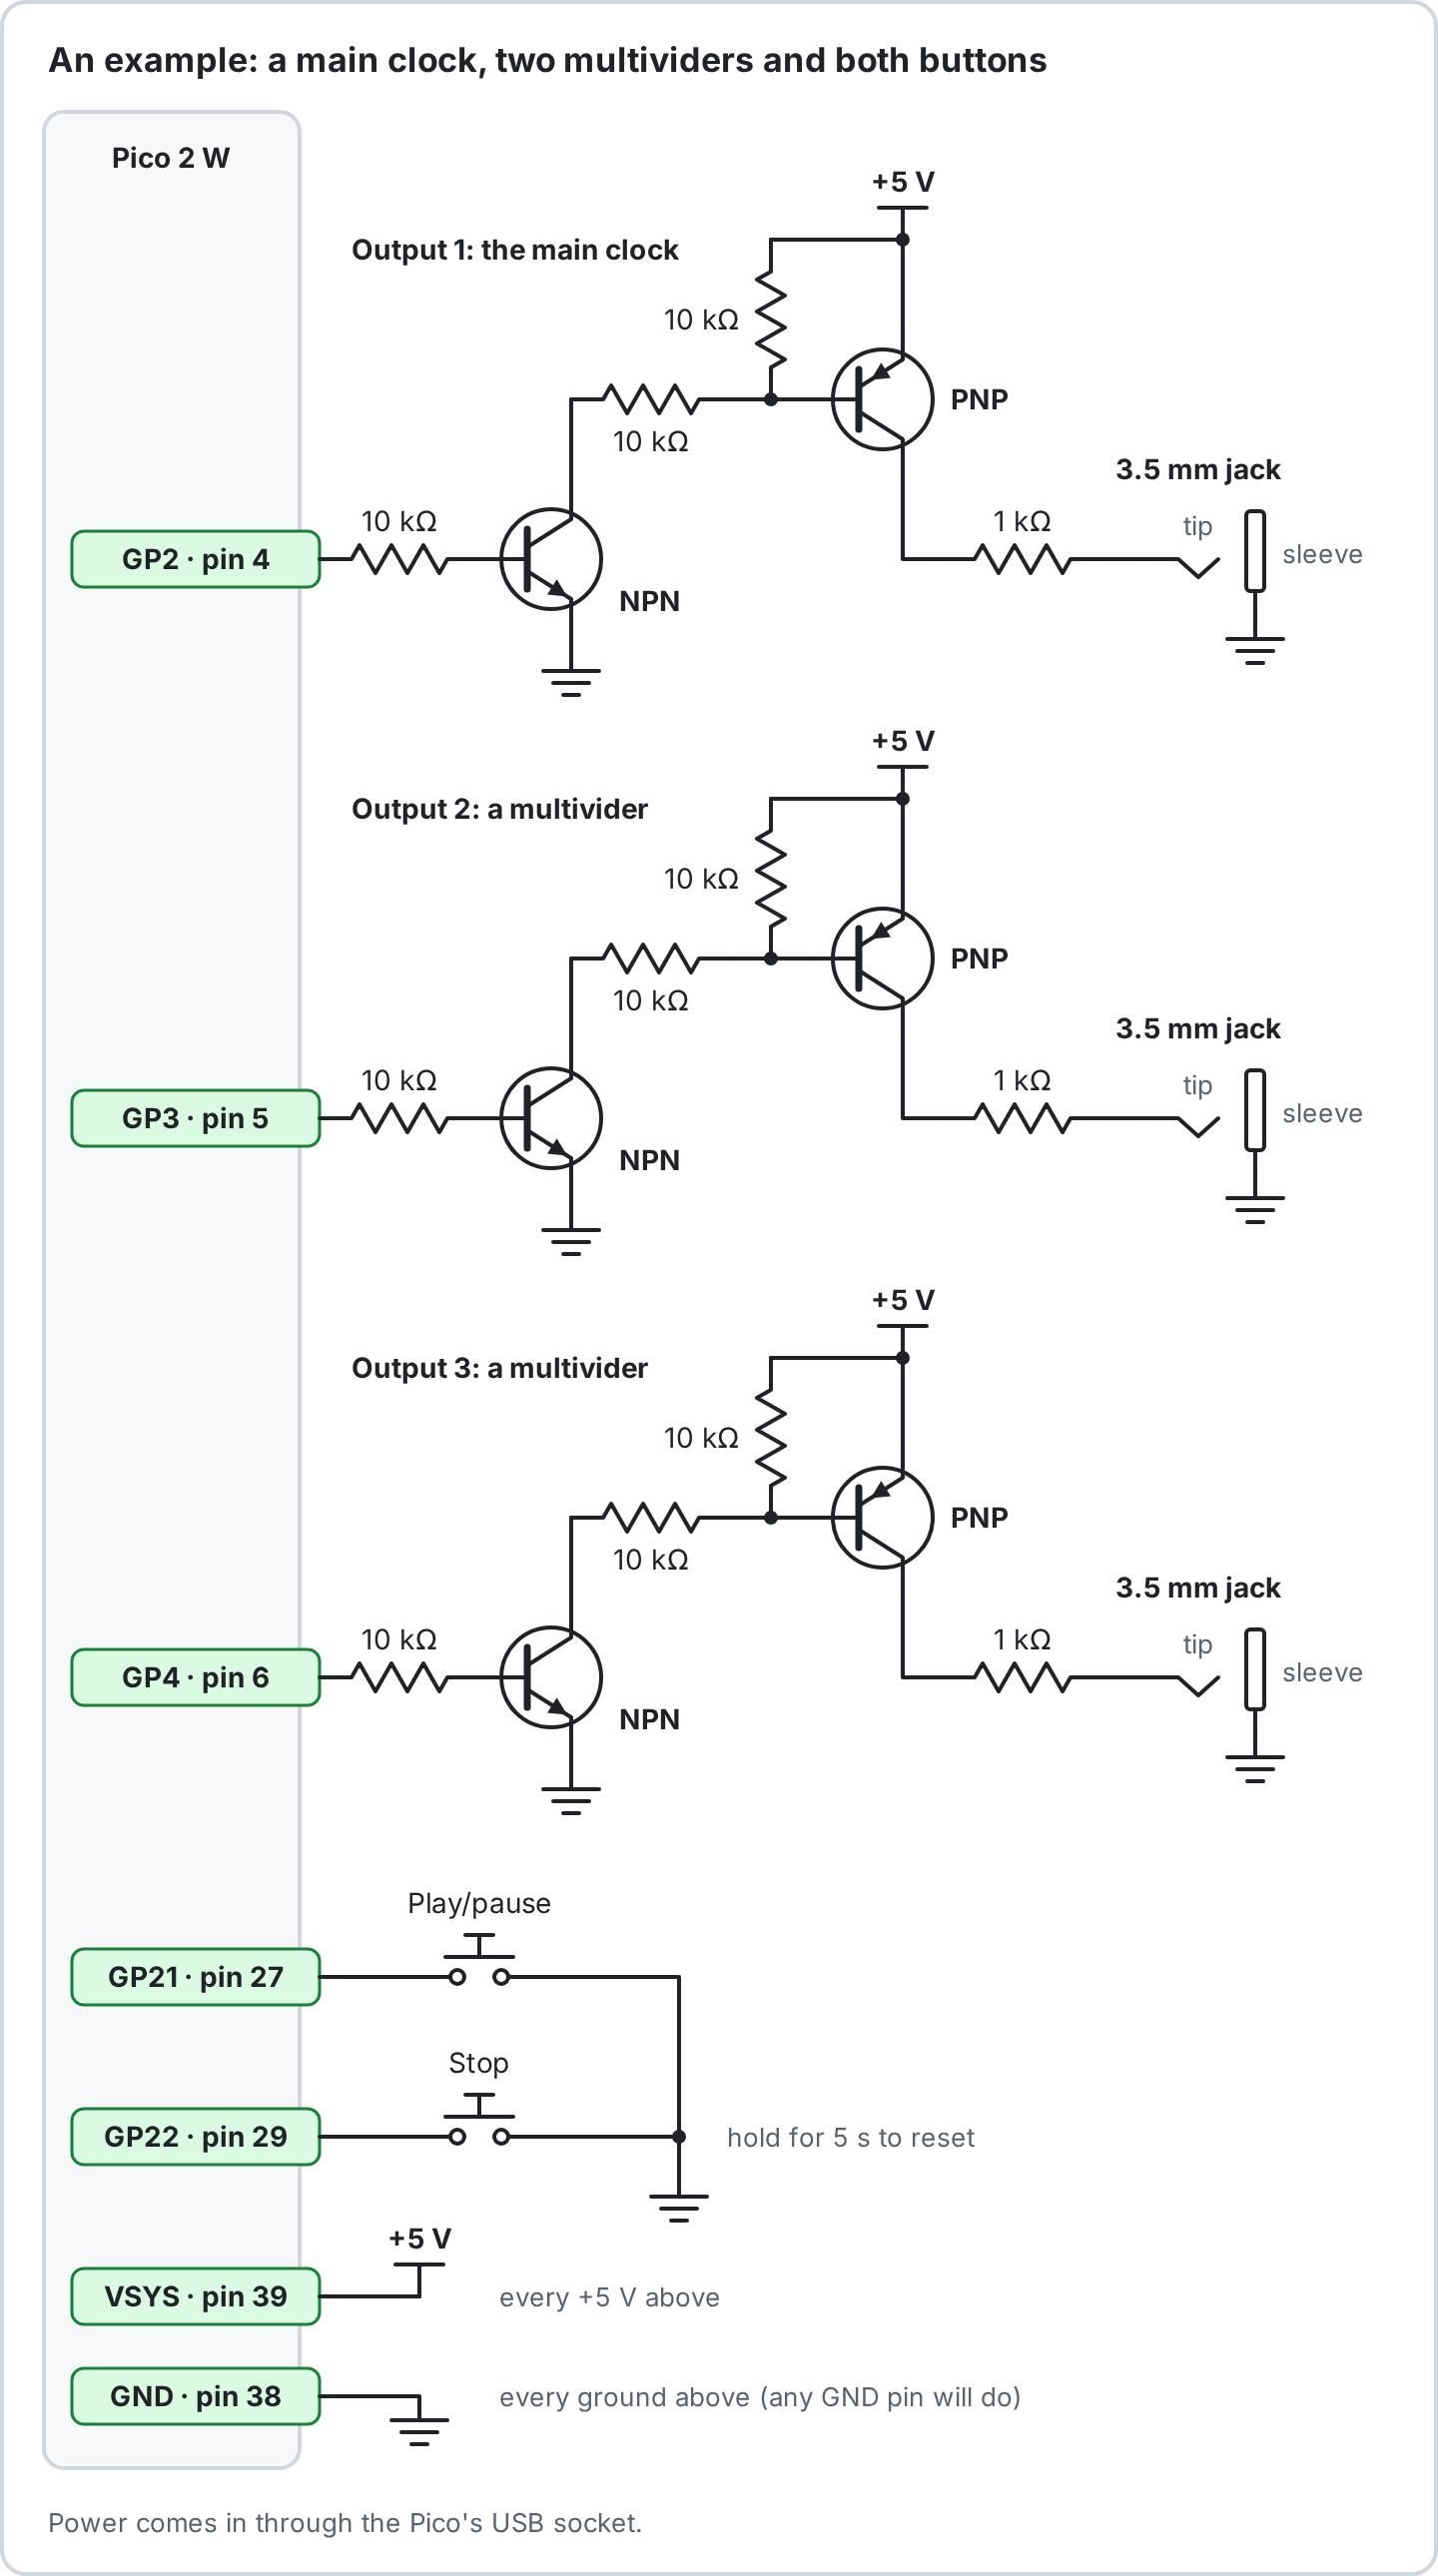 An example: a main clock, two multividers and both buttons
Pico 2 W
+5 V
Output 1: the main clock
10 kΩ
PNP
10 kΩ
3.5 mm jack
10 kΩ
1 kΩ
tip
sleeve
GP2 · pin 4
NPN
+5 V
Output 2: a multivider
10 kΩ
PNP
10 kΩ
3.5 mm jack
10 kΩ
1 kΩ
tip
sleeve
GP3 · pin 5
NPN
+5 V
Output 3: a multivider
10 kΩ
PNP
10 kΩ
3.5 mm jack
10 kΩ
1 kΩ
tip
sleeve
GP4 · pin 6
NPN
Play/pause
GP21 · pin 27
Stop
GP22 · pin 29
hold for 5 s to reset
+5 V
VSYS · pin 39
every +5 V above
GND · pin 38
every ground above (any GND pin will do)
Power comes in through the Pico's USB socket.